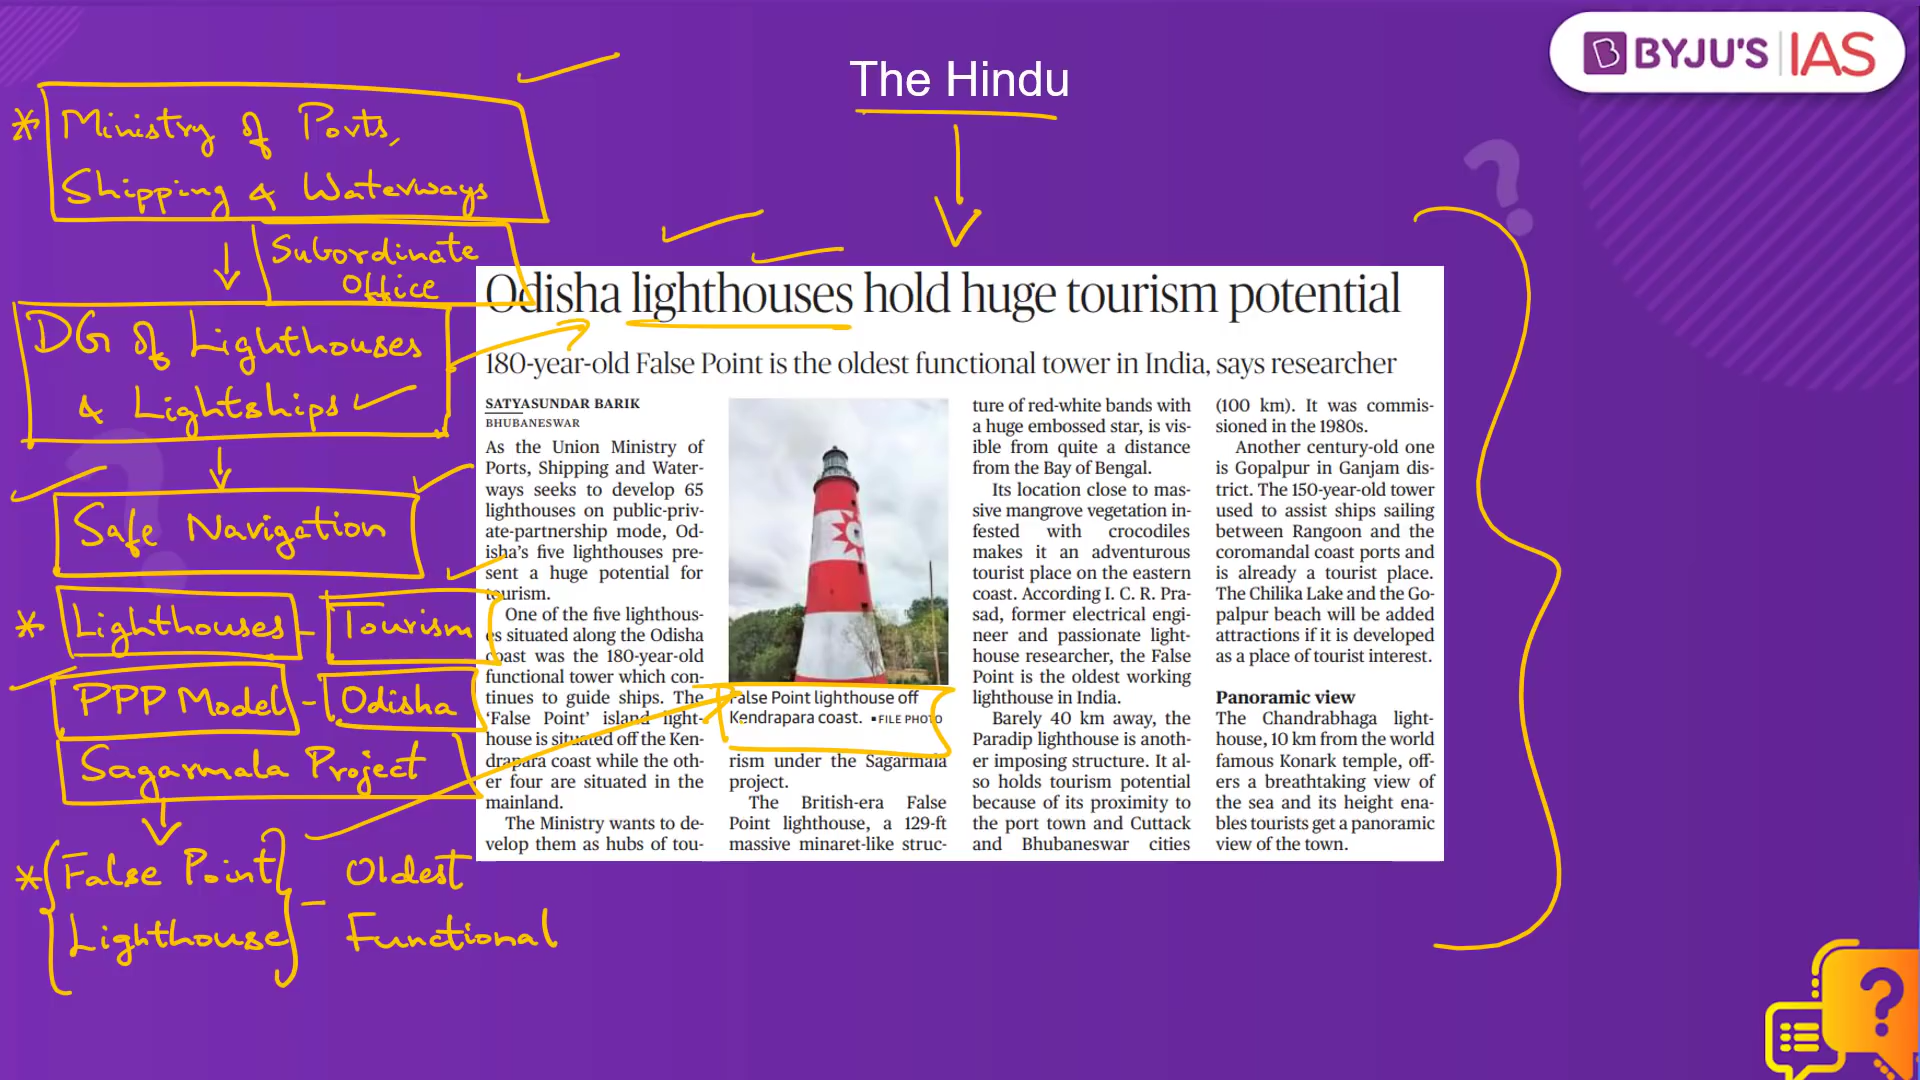 The Hindu
BYJU'S IAS
* Ministry of Ports,
Shipping & Waterways
Subordinate
Office
DG of Lighthouses
& Lightships
Safe Navigation
* Lighthouses - Tourism
PPP Model - Odisha
Sagarmala Project
* False Point
Lighthouse
- Oldest
Functional
Odisha lighthouses hold huge tourism potential
180-year-old False Point is the oldest functional tower in India, says researcher
SATYASUNDAR BARIK
BHUBANESWAR
As the Union Ministry of
Ports, Shipping and Water-
ways seeks to develop 65
lighthouses on public-priv-
ate-partnership mode, Od-
isha's five lighthouses pre-
sent a huge potential for
tourism.
One of the five lighthous-
es situated along the Odisha
coast was the 180-year-old
functional tower which con-
tinues to guide ships. The
'False Point' island light-
house is situated off the Ken-
drapara coast while the oth-
er four are situated in the
mainland.
The Ministry wants to de-
velop them as hubs of tou-
False Point lighthouse off
Kendrapara coast. ▪FILE PHOTO
rism under the Sagarmala
project.
The British-era False
Point lighthouse, a 129-ft
massive minaret-like struc-
ture of red-white bands with
a huge embossed star, is vis-
ible from quite a distance
from the Bay of Bengal.
Its location close to mas-
sive mangrove vegetation in-
fested with crocodiles
makes it an adventurous
tourist place on the eastern
coast. According I. C. R. Pra-
sad, former electrical engi-
neer and passionate light-
house researcher, the False
Point is the oldest working
lighthouse in India.
Barely 40 km away, the
Paradip lighthouse is anoth-
er imposing structure. It al-
so holds tourism potential
because of its proximity to
the port town and Cuttack
and Bhubaneswar cities
(100 km). It was commis-
sioned in the 1980s.
Another century-old one
is Gopalpur in Ganjam dis-
trict. The 150-year-old tower
used to assist ships sailing
between Rangoon and the
coromandal coast ports and
is already a tourist place.
The Chilika Lake and the Go-
palpur beach will be added
attractions if it is developed
as a place of tourist interest.
Panoramic view
The Chandrabhaga light-
house, 10 km from the world
famous Konark temple, off-
ers a breathtaking view of
the sea and its height ena-
bles tourists get a panoramic
view of the town.